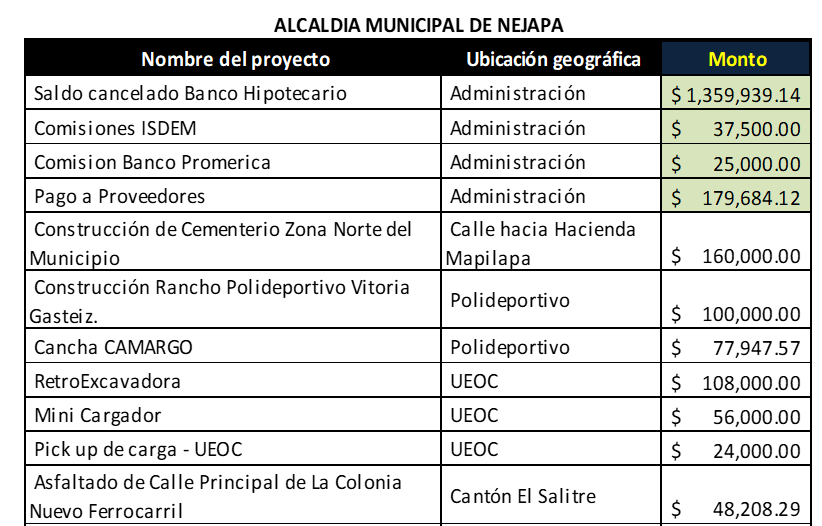 ALCALDIA MUNICIPAL DE NEJAPA
Nombre del proyecto Ubicación geográfica Monto
Saldo cancelado Banco Hipotecario Administración $ 1,359,939.14
Comisiones ISDEM Administración $ 37,500.00
Comision Banco Promerica Administración $ 25,000.00
Pago a Proveedores Administración $ 179,684.12
Construcción de Cementerio Zona Norte del
Municipio
Calle hacia Hacienda
Mapilapa
$ 160,000.00
Construcción Rancho Polideportivo Vitoria
Gasteiz.
Polideportivo
$ 100,000.00
Cancha CAMARGO Polideportivo $ 77,947.57
RetroExcavadora UEOC $ 108,000.00
Mini Cargador UEOC $ 56,000.00
Pick up de carga - UEOC UEOC $ 24,000.00
Asfaltado de Calle Principal de La Colonia
Nuevo Ferrocarril
Cantón El Salitre
$ 48,208.29